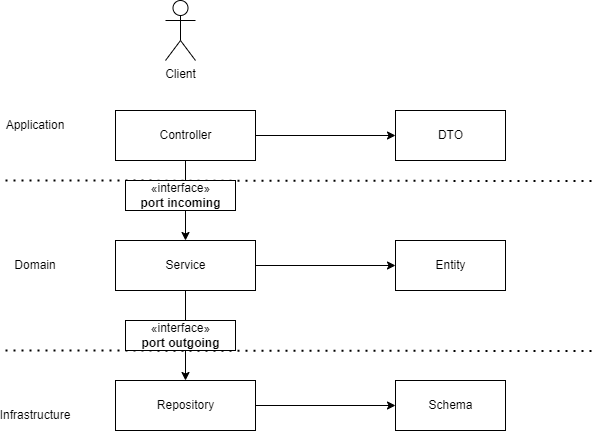 Client
Application
Controller
DTO
«interface»
port incoming
Domain
Service
Entity
«interface»
port outgoing
Infrastructure
Repository
Schema